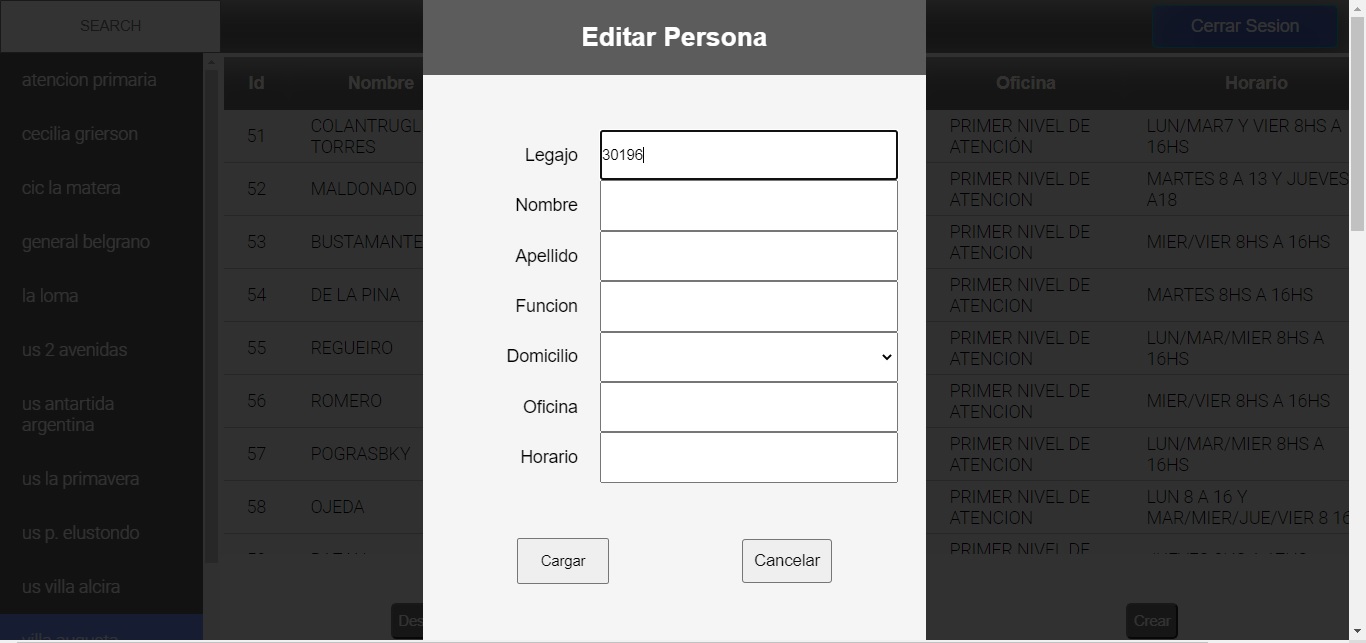 SEARCH
Editar Persona
Cerrar Sesion
atencion primaria
cecilia grierson
cic la matera
general belgrano
la loma
us 2 avenidas
us antartida
argentina
us la primavera
us p. elustondo
us villa alcira
villa augusta
Id Nombre Oficina Horario
51 COLANTRUGL
TORRES
PRIMER NIVEL DE
ATENCIÓN
LUN/MAR7 Y VIER 8HS A
16HS
52 MALDONADO
PRIMER NIVEL DE
ATENCION
MARTES 8 A 13 Y JUEVES
A18
53 BUSTAMANTE
PRIMER NIVEL DE
ATENCION
MIER/VIER 8HS A 16HS
54 DE LA PINA
PRIMER NIVEL DE
ATENCION
MARTES 8HS A 16HS
55 REGUEIRO
PRIMER NIVEL DE
ATENCION
LUN/MAR/MIER 8HS A
16HS
56 ROMERO
PRIMER NIVEL DE
ATENCION
MIER/VIER 8HS A 16HS
57 POGRASBKY
PRIMER NIVEL DE
ATENCION
LUN/MAR/MIER 8HS A
16HS
58 OJEDA
PRIMER NIVEL DE
ATENCION
LUN 8 A 16 Y
MAR/MIER/JUE/VIER 8 16
PRIMER NIVEL DE
Legajo 30196
Nombre
Apellido
Funcion
Domicilio
Oficina
Horario
Cargar Cancelar
Des
Crear